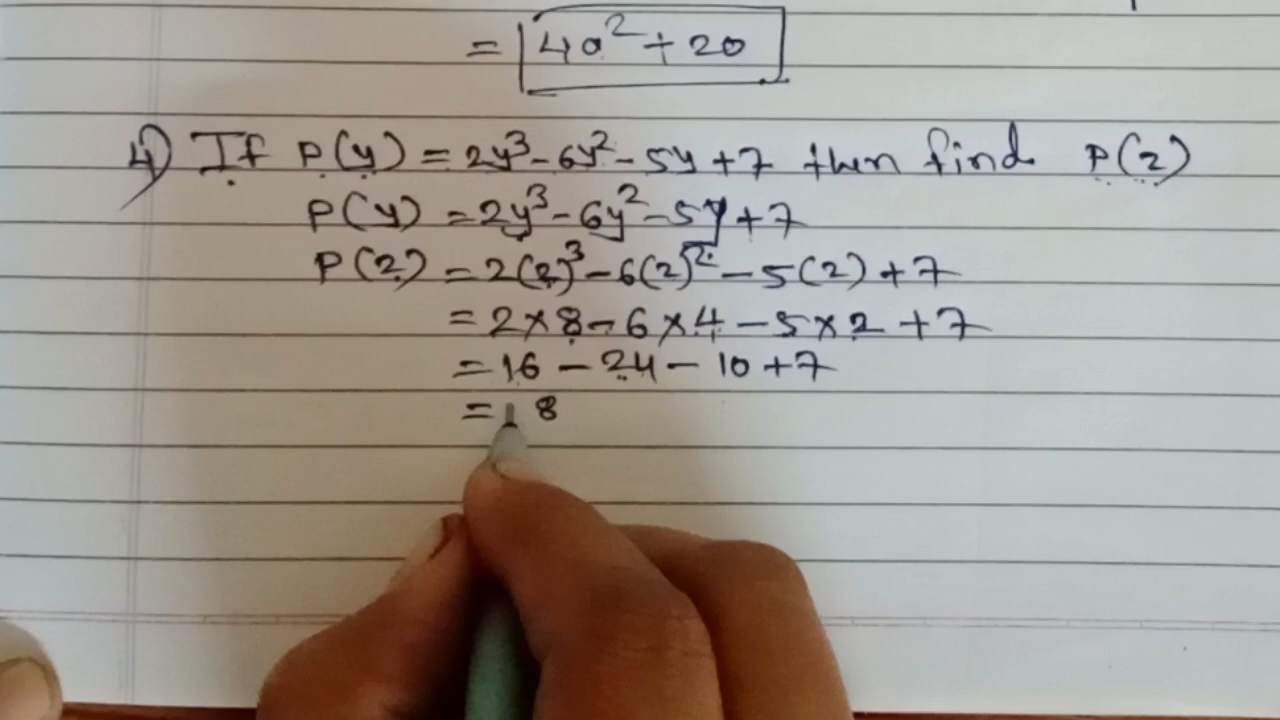 = 4a² + 20
4) If P(y) = 2y³ - 6y² - 5y + 7 then find P(2)
P(y) = 2y³ - 6y² - 5y + 7
P(2) = 2(2)³ - 6(2)² - 5(2) + 7
= 2 × 8 - 6 × 4 - 5 × 2 + 7
= 16 - 24 - 10 + 7
= 8